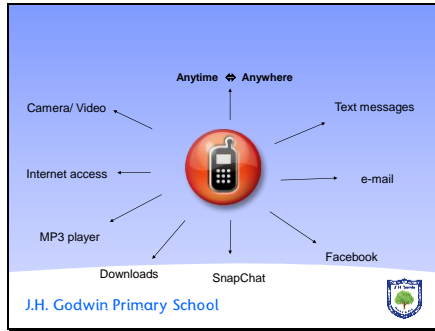 Anytime ⇔ Anywhere
Camera/ Video
Text messages
Internet access
e-mail
MP3 player
Facebook
Downloads
SnapChat
J.H. Godwin Primary School